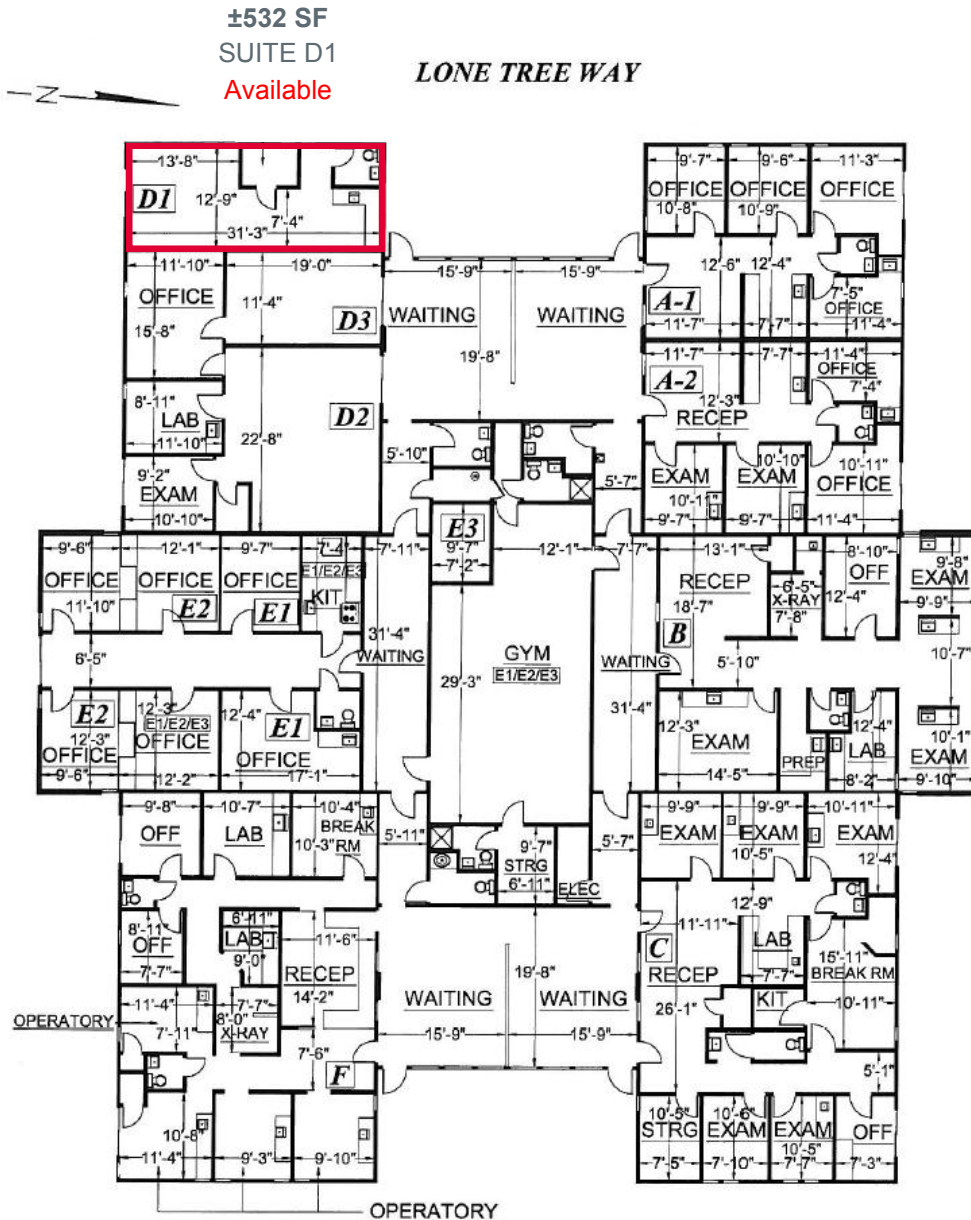 ±532 SF
SUITE D1
Available
LONE TREE WAY
N
13'-8"
D1
12'-9"
7'-4"
31'-3"
9'-7"
9'-6"
11'-3"
OFFICE
OFFICE
OFFICE
10'-8"
10'-9"
11'-10"
19'-0"
15'-9"
15'-9"
12'-6"
12'-4"
OFFICE
11'-4"
D3
WAITING
WAITING
A-1
7'-5"
OFFICE
15'-8"
11'-7"
7'-7"
11'-4"
19'-8"
11'-7"
7'-7"
11'-4"
OFFICE
7'-4"
A-2
12'-3"
RECEP
8'-11"
LAB
11'-10"
D2
22'-8"
5'-10"
9'-2"
EXAM
10'-10"
5'-7"
EXAM
10'-11"
9'-7"
10'-10"
EXAM
9'-7"
10'-11"
OFFICE
11'-4"
E3
9'-7"
7'-2"
12'-1"
9'-6"
12'-1"
9'-7"
7'-4"
7'-11"
7'-7"
13'-1"
8'-10"
9'-8"
OFFICE
OFFICE
OFFICE
E1/E2/E3
KIT
RECEP
6'-5"
X-RAY
7'-8"
OFF
EXAM
9'-9"
11'-10"
E2
E1
18'-7"
12'-4"
6'-5"
31'-4"
WAITING
GYM
E1/E2/E3
WAITING
B
5'-10"
10'-7"
29'-3"
31'-4"
E2
12'-3"
OFFICE
9'-6"
12'-3"
E1/E2/E3
OFFICE
12'-2"
12'-4"
E1
OFFICE
17'-1"
12'-3"
EXAM
14'-5"
PREP
12'-4"
LAB
8'-2"
10'-1"
EXAM
9'-10"
9'-8"
10'-7"
10'-4"
OFF
LAB
BREAK
RM
10'-3"
5'-11"
9'-7"
STRG
6'-11"
ELEC
5'-7"
9'-9"
9'-9"
10'-11"
EXAM
EXAM
EXAM
10'-5"
12'-4"
8'-11"
OFF
7'-7"
6'-11"
LAB
9'-0"
11'-6"
RECEP
14'-2"
WAITING
WAITING
19'-8"
15'-9"
15'-9"
11'-11"
C
RECEP
26'-1"
12'-9"
LAB
7'-7"
15'-11"
BREAK RM
10'-11"
KIT
OPERATORY
11'-4"
7'-11"
7'-7"
8'-0"
X-RAY
7'-6"
F
5'-1"
10'-8"
11'-4"
9'-3"
9'-10"
10'-5"
STRG
7'-5"
10'-6"
EXAM
7'-10"
EXAM
10'-5"
7'-7"
OFF
7'-3"
OPERATORY